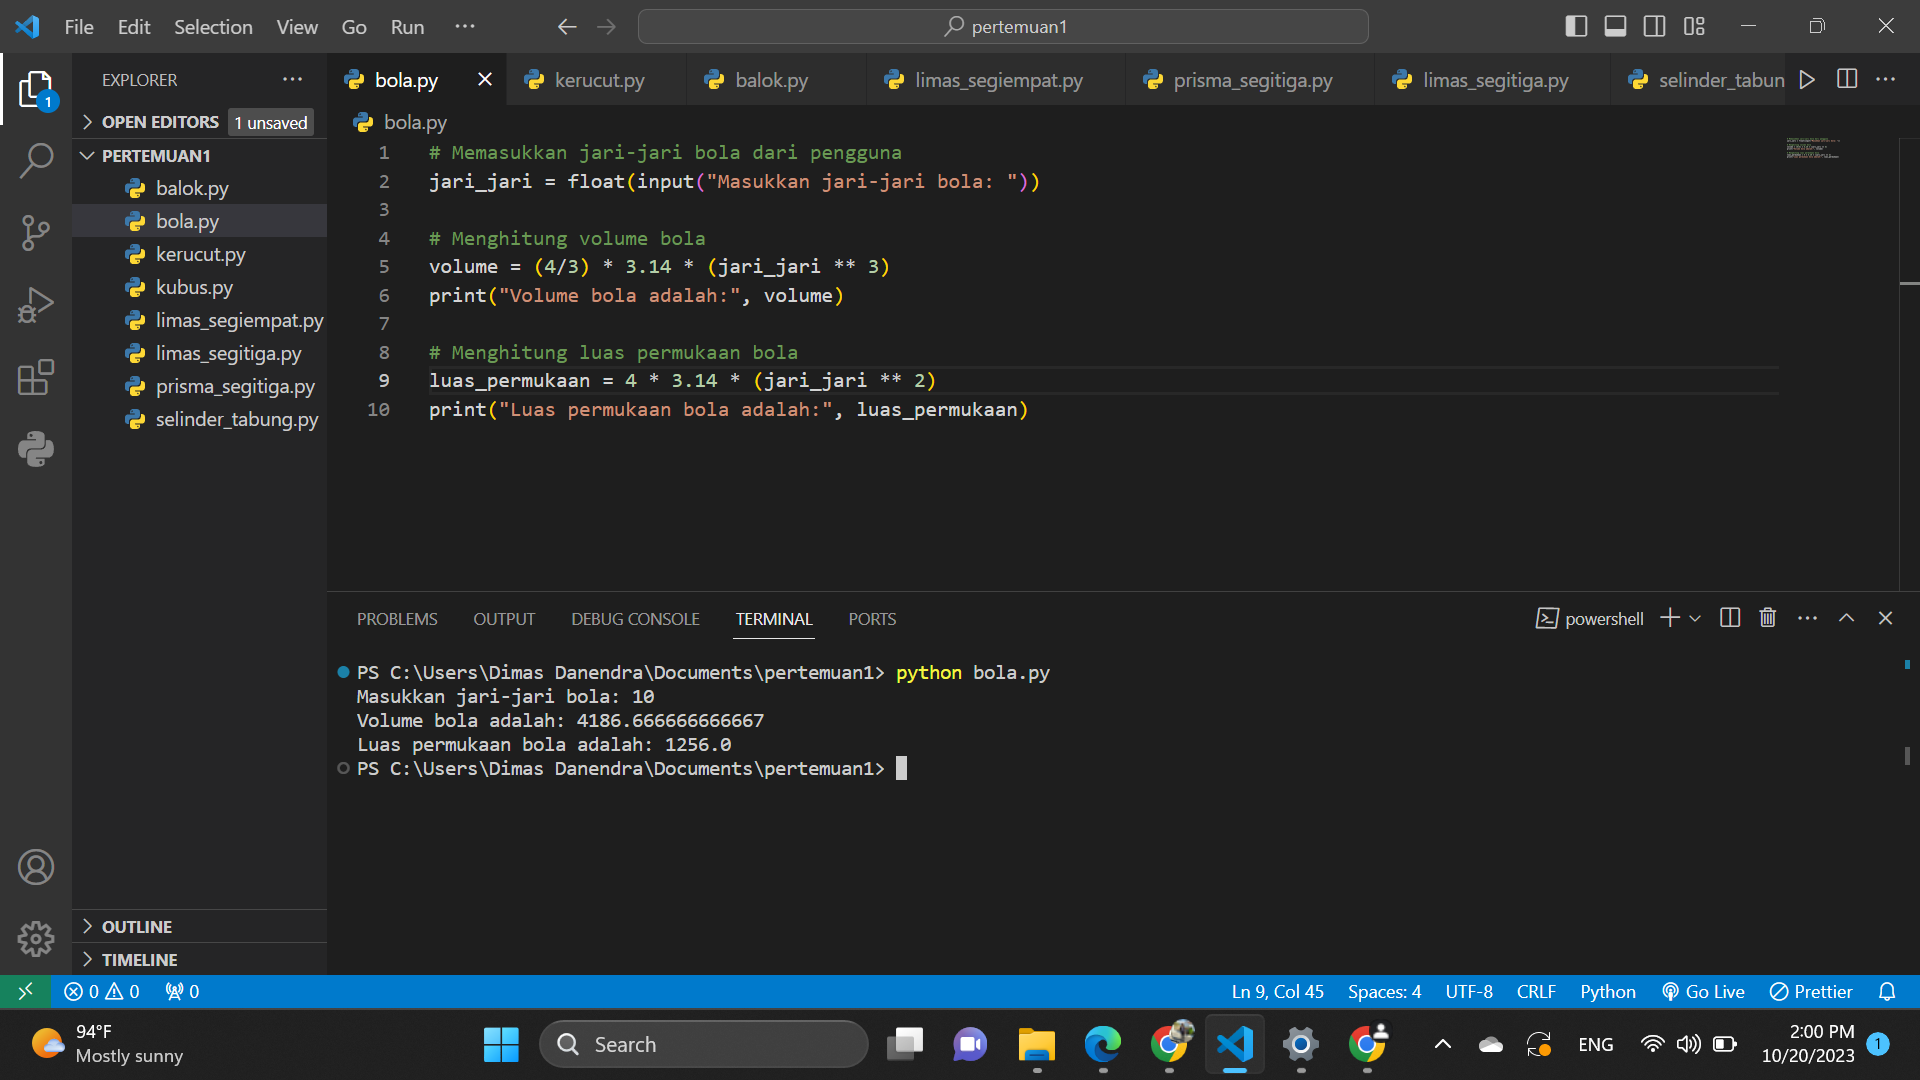 File Edit Selection View Go Run ...
pertemuan1
EXPLORER
OPEN EDITORS 1 unsaved
PERTEMUAN1
balok.py
bola.py
kerucut.py
kubus.py
limas_segiempat.py
limas_segitiga.py
prisma_segitiga.py
selinder_tabung.py
OUTLINE
TIMELINE
bola.py kerucut.py balok.py limas_segiempat.py prisma_segitiga.py limas_segitiga.py selinder_tabun
bola.py
1 # Memasukkan jari-jari bola dari pengguna
2 jari_jari = float(input("Masukkan jari-jari bola: "))
3
4 # Menghitung volume bola
5 volume = (4/3) * 3.14 * (jari_jari ** 3)
6 print("Volume bola adalah:", volume)
7
8 # Menghitung luas permukaan bola
9 luas_permukaan = 4 * 3.14 * (jari_jari ** 2)
10 print("Luas permukaan bola adalah:", luas_permukaan)
PROBLEMS OUTPUT DEBUG CONSOLE TERMINAL PORTS powershell
PS C:\Users\Dimas Danendra\Documents\pertemuan1> python bola.py
Masukkan jari-jari bola: 10
Volume bola adalah: 4186.666666666667
Luas permukaan bola adalah: 1256.0
PS C:\Users\Dimas Danendra\Documents\pertemuan1>
0 0 0 Ln 9, Col 45 Spaces: 4 UTF-8 CRLF Python Go Live Prettier
94°F
Mostly sunny
Search
ENG
2:00 PM
10/20/2023
1